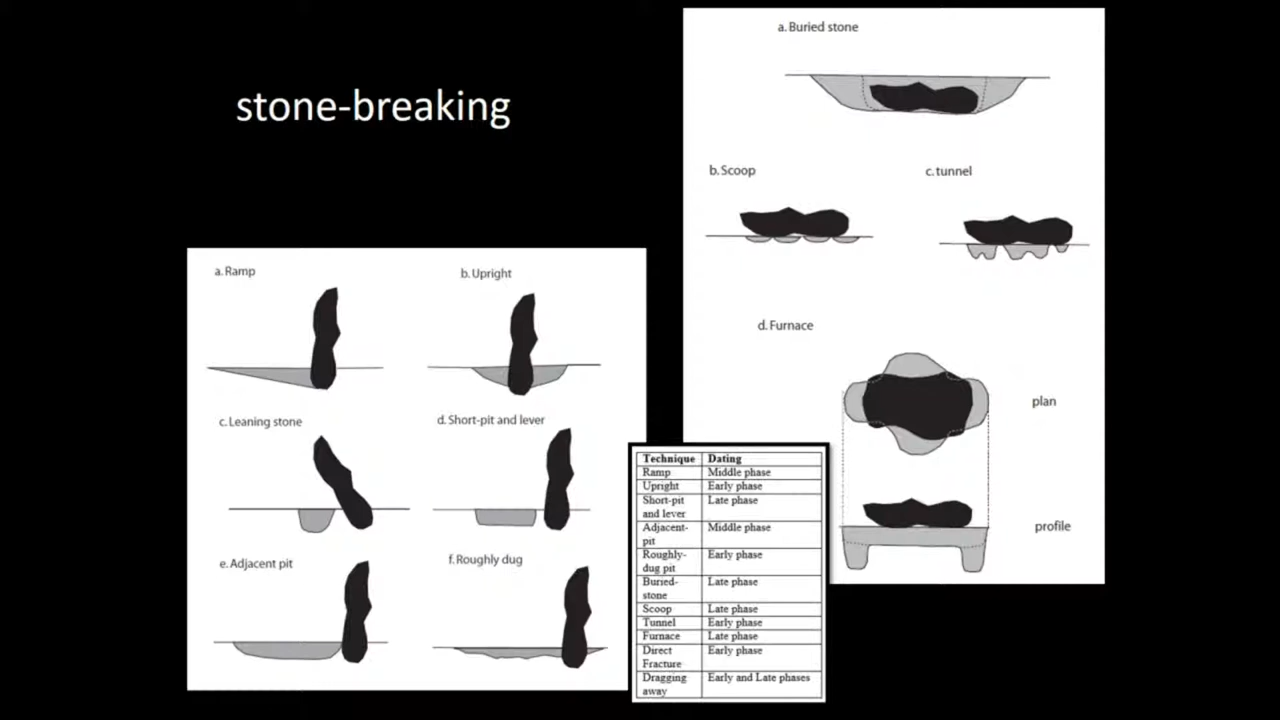 stone-breaking
a. Ramp
b. Upright
c. Leaning stone
d. Short-pit and lever
e. Adjacent pit
f. Roughly dug
a. Buried stone
b. Scoop
c. tunnel
d. Furnace
plan
profile
Technique Dating
Ramp Middle phase
Upright Early phase
Short-pit Late phase
and lever
Adjacent- Middle phase
pit
Roughly- Early phase
dug pit
Buried- Late phase
stone
Scoop Late phase
Tunnel Early phase
Furnace Late phase
Direct Early phase
Fracture
Dragging Early and Late phases
away